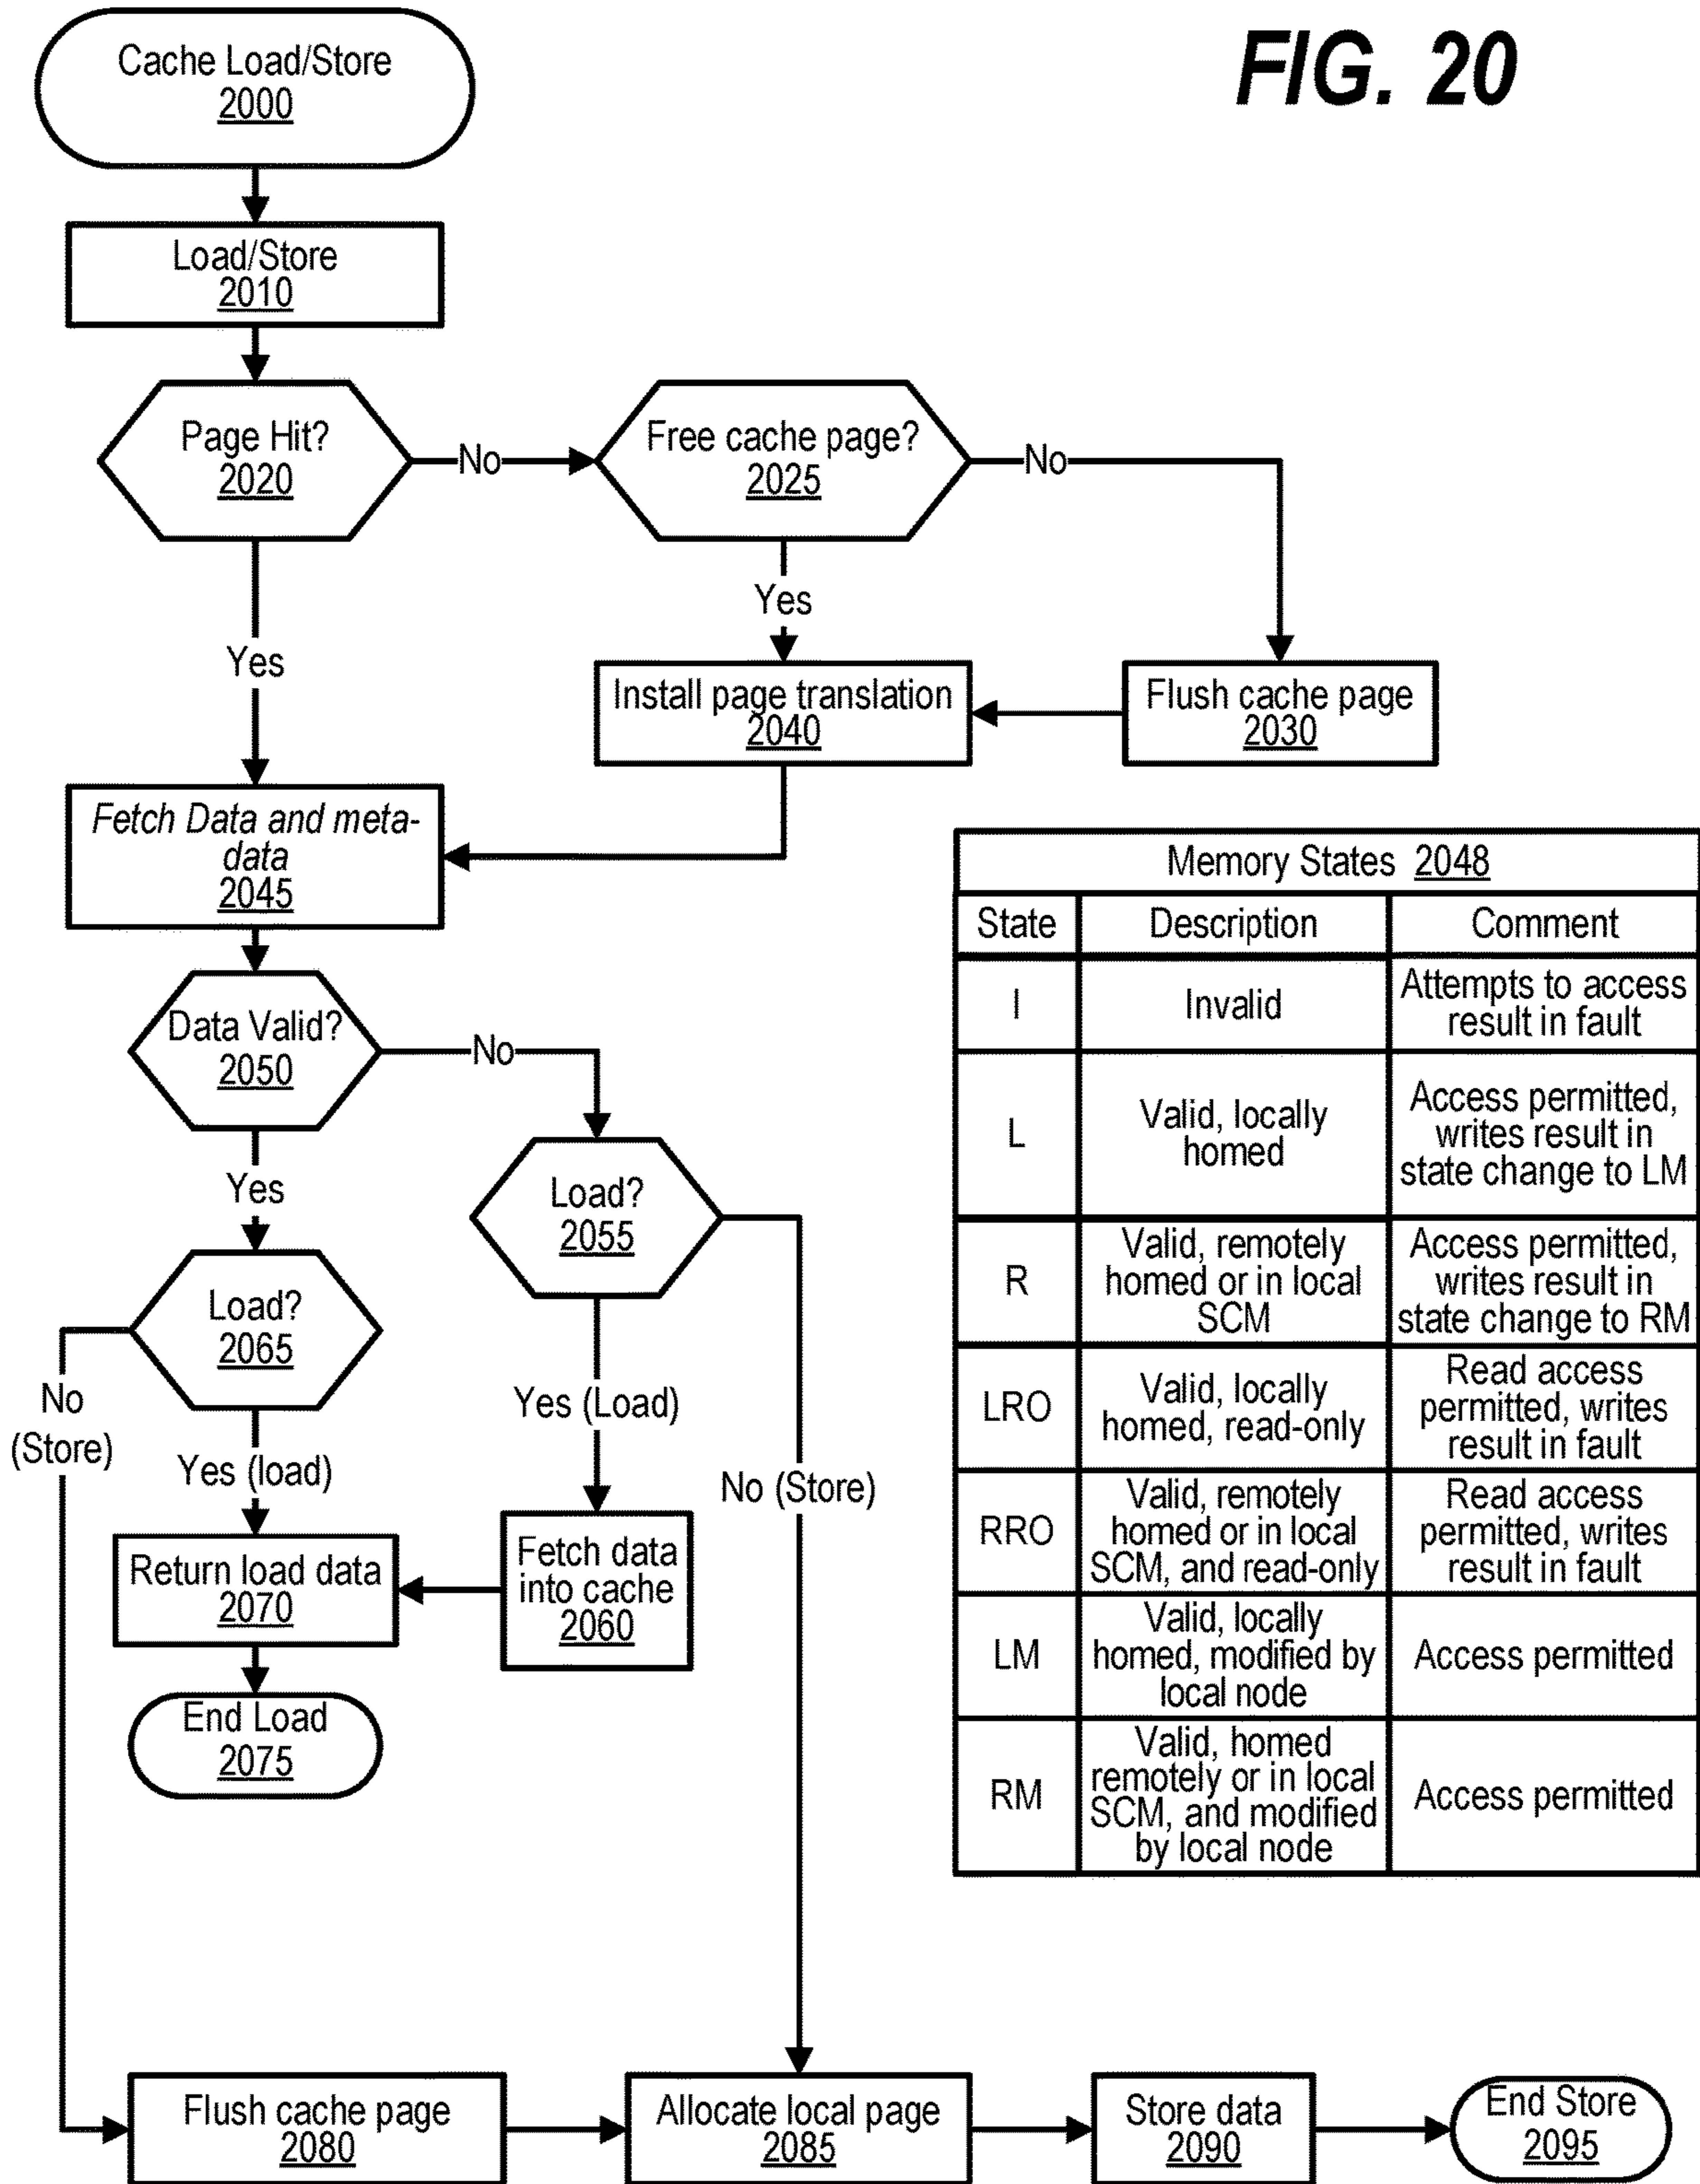 FIG. 20
Cache Load/Store
2000
Load/Store
2010
Page Hit?
2020
No
Free cache page?
2025
No
Yes
Yes
Install page translation
2040
Flush cache page
2030
Fetch Data and meta-
data
2045
Data Valid?
2050
No
Yes
Load?
2055
Load?
2065
No
(Store)
Yes (load)
Yes (Load)
No (Store)
Return load data
2070
Fetch data
into cache
2060
End Load
2075
Memory States 2048
State
Description
Comment
I
Invalid
Attempts to access
result in fault
L
Valid, locally
homed
Access permitted,
writes result in
state change to LM
R
Valid, remotely
homed or in local
SCM
Access permitted,
writes result in
state change to RM
LRO
Valid, locally
homed, read-only
Read access
permitted, writes
result in fault
RRO
Valid, remotely
homed or in local
SCM, and read-only
Read access
permitted, writes
result in fault
LM
Valid, locally
homed, modified by
local node
Access permitted
RM
Valid, homed
remotely or in local
SCM, and modified
by local node
Access permitted
Flush cache page
2080
Allocate local page
2085
Store data
2090
End Store
2095